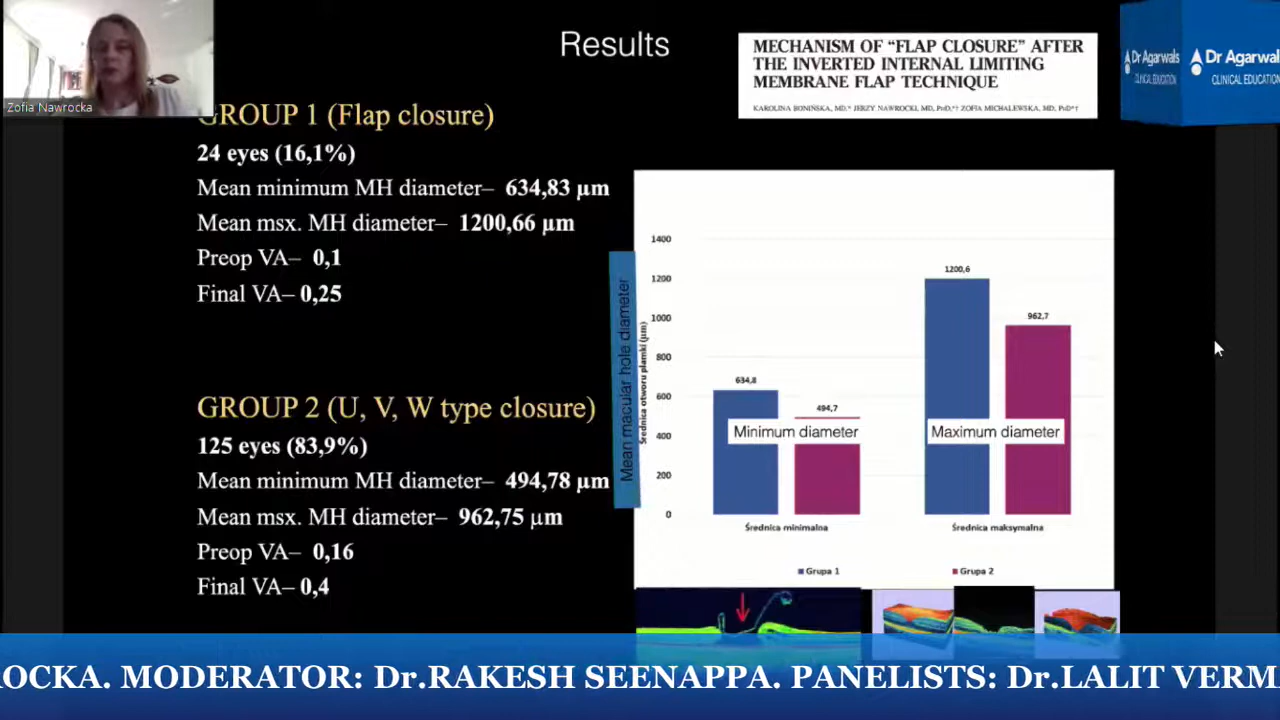 Results
MECHANISM OF “FLAP CLOSURE” AFTER
THE INVERTED INTERNAL LIMITING
MEMBRANE FLAP TECHNIQUE
KAROLINA BONIŃSKA, MD,* JERZY NAWROCKI, MD, PHD,*† ZOFIA MICHALEWSKA, MD, PHD*†
Dr Agarwals
CLINICAL EDUCATION
Dr Agarwal
CLINICAL EDUCATIO
Zofia Nawrocka
GROUP 1 (Flap closure)
24 eyes (16,1%)
Mean minimum MH diameter– 634,83 µm
Mean msx. MH diameter– 1200,66 µm
Preop VA– 0,1
Final VA– 0,25
GROUP 2 (U, V, W type closure)
125 eyes (83,9%)
Mean minimum MH diameter– 494,78 µm
Mean msx. MH diameter– 962,75 µm
Preop VA– 0,16
Final VA– 0,4
Mean macular hole diameter
Średnica otworu plamki (µm)
1400
1200
1000
800
600
400
200
0
634,8
494,7
1200,6
962,7
Minimum diameter
Maximum diameter
Średnica minimalna
Średnica maksymalna
Grupa 1
Grupa 2
ROCKA. MODERATOR: Dr.RAKESH SEENAPPA. PANELISTS: Dr.LALIT VERM